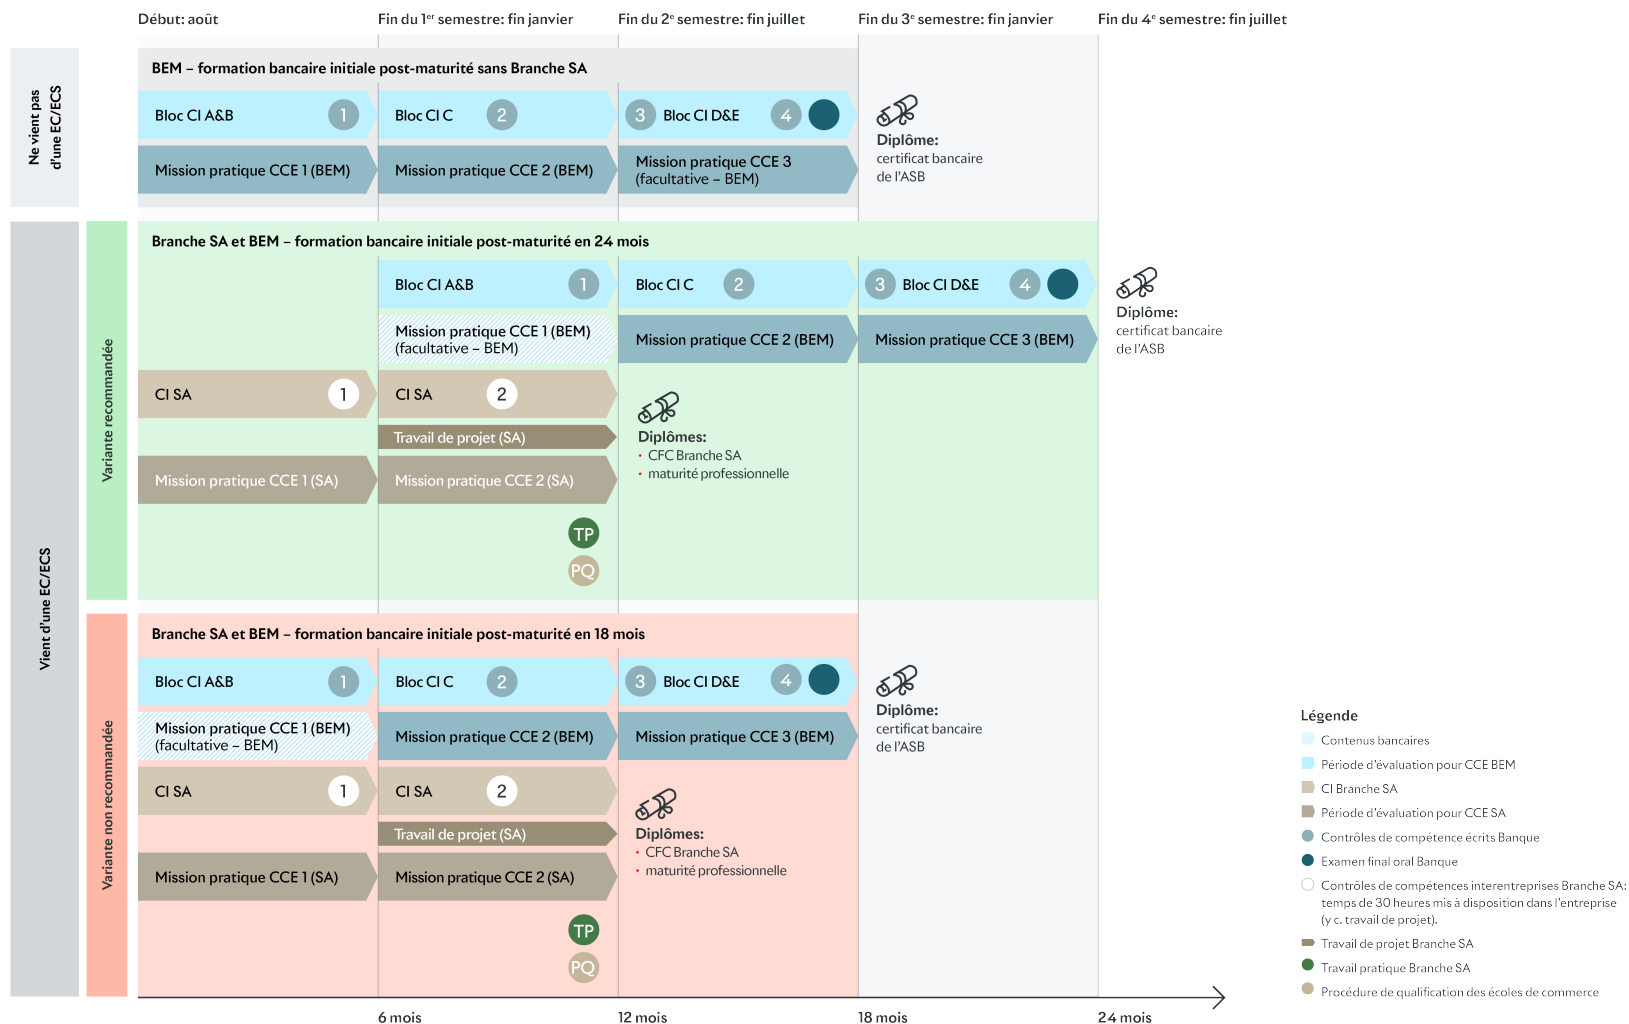 Début: août
Fin du 1er semestre: fin janvier
Fin du 2e semestre: fin juillet
Fin du 3e semestre: fin janvier
Fin du 4e semestre: fin juillet
Ne vient pas
d'une EC/ECS
BEM – formation bancaire initiale post-maturité sans Branche SA
Bloc CI A&B
1
Bloc CI C
2
3
Bloc CI D&E
4
Mission pratique CCE 1 (BEM)
Mission pratique CCE 2 (BEM)
Mission pratique CCE 3
(facultative – BEM)
Diplôme:
certificat bancaire
de l'ASB
Vient d'une EC/ECS
Variante recommandée
Branche SA et BEM – formation bancaire initiale post-maturité en 24 mois
Bloc CI A&B
1
Bloc CI C
2
3
Bloc CI D&E
4
Mission pratique CCE 1 (BEM)
(facultative – BEM)
Mission pratique CCE 2 (BEM)
Mission pratique CCE 3 (BEM)
Diplôme:
certificat bancaire
de l'ASB
CI SA
1
CI SA
2
Travail de projet (SA)
Mission pratique CCE 1 (SA)
Mission pratique CCE 2 (SA)
Diplômes:
• CFC Branche SA
• maturité professionnelle
TP
PQ
Variante non recommandée
Branche SA et BEM – formation bancaire initiale post-maturité en 18 mois
Bloc CI A&B
1
Bloc CI C
2
3
Bloc CI D&E
4
Mission pratique CCE 1 (BEM)
(facultative – BEM)
Mission pratique CCE 2 (BEM)
Mission pratique CCE 3 (BEM)
Diplôme:
certificat bancaire
de l'ASB
CI SA
1
CI SA
2
Travail de projet (SA)
Mission pratique CCE 1 (SA)
Mission pratique CCE 2 (SA)
Diplômes:
• CFC Branche SA
• maturité professionnelle
TP
PQ
6 mois
12 mois
18 mois
24 mois
Légende
Contenus bancaires
Période d'évaluation pour CCE BEM
CI Branche SA
Période d'évaluation pour CCE SA
Contrôles de compétence écrits Banque
Examen final oral Banque
Contrôles de compétences interentreprises Branche SA:
temps de 30 heures mis à disposition dans l'entreprise
(y c. travail de projet).
Travail de projet Branche SA
Travail pratique Branche SA
Procédure de qualification des écoles de commerce